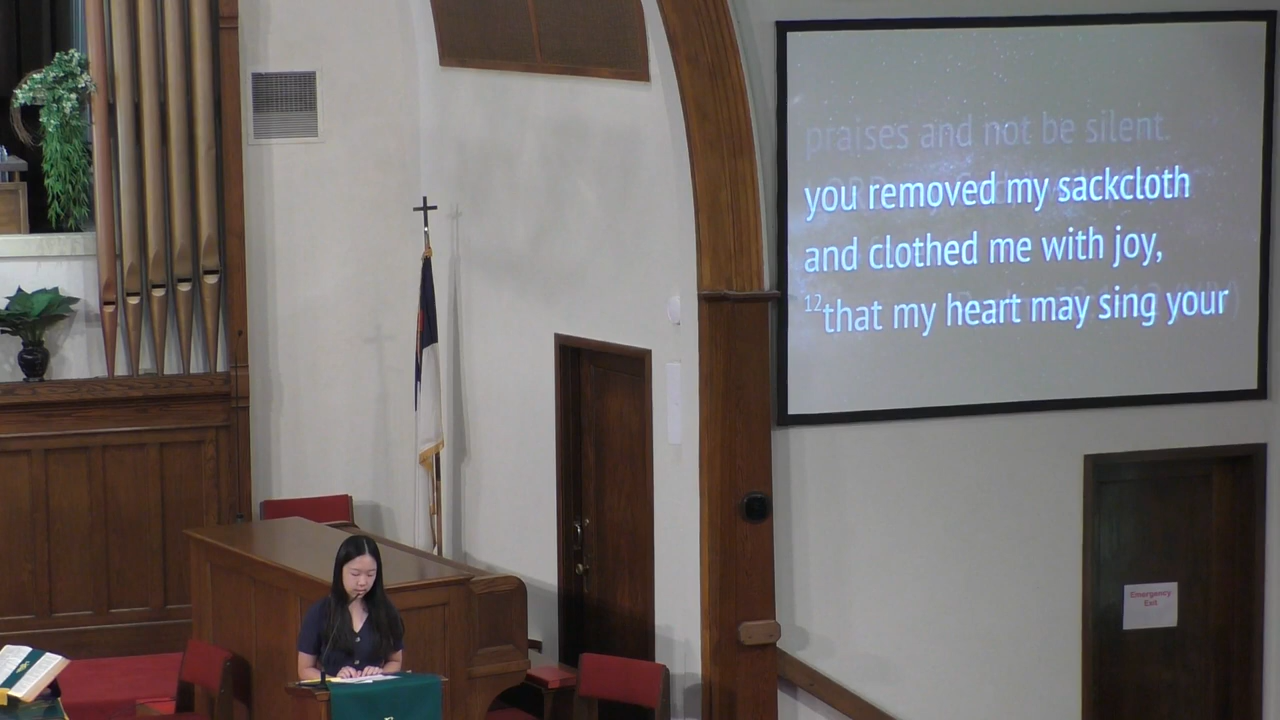 praises and not be silent.
you removed my sackcloth
and clothed me with joy,
12that my heart may sing your
Emergency
Exit